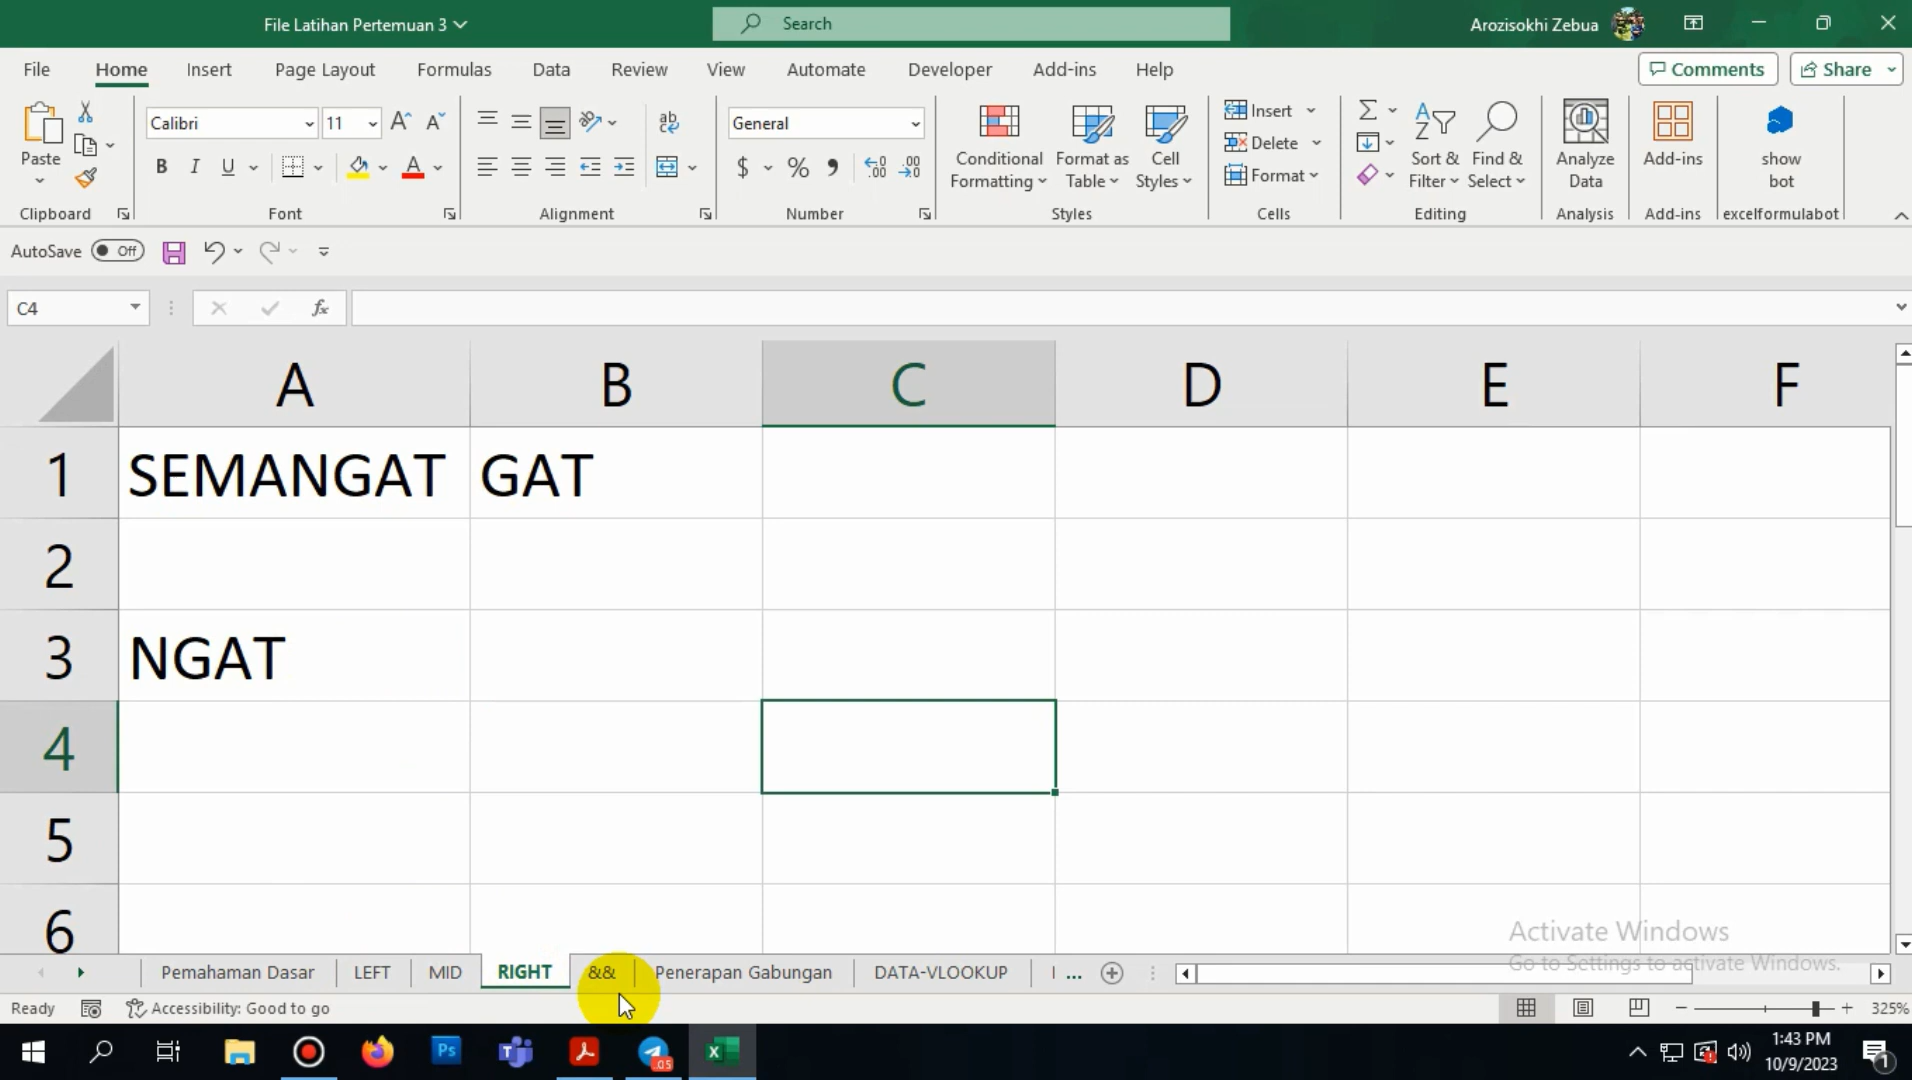 File Latihan Pertemuan 3
Search
Arozisokhi Zebua
File Home Insert Page Layout Formulas Data Review View Automate Developer Add-ins Help
Comments Share
Calibri 11
General
Paste
B I U
$ %
Conditional Formatting
Format as Table
Cell Styles
Insert
Delete
Format
Sort & Filter
Find & Select
Analyze Data
Add-ins
show bot
Clipboard Font Alignment Number Styles Cells Editing Analysis Add-ins excelformulabot
AutoSave Off
C4 fx
A B C D E F
1 SEMANGAT GAT
2
3 NGAT
4
5
6
Activate Windows
Go to Settings to activate Windows.
Pemahaman Dasar LEFT MID RIGHT && Penerapan Gabungan DATA-VLOOKUP ...
Ready Accessibility: Good to go 325%
Ps .05 1:43 PM
10/9/2023 1